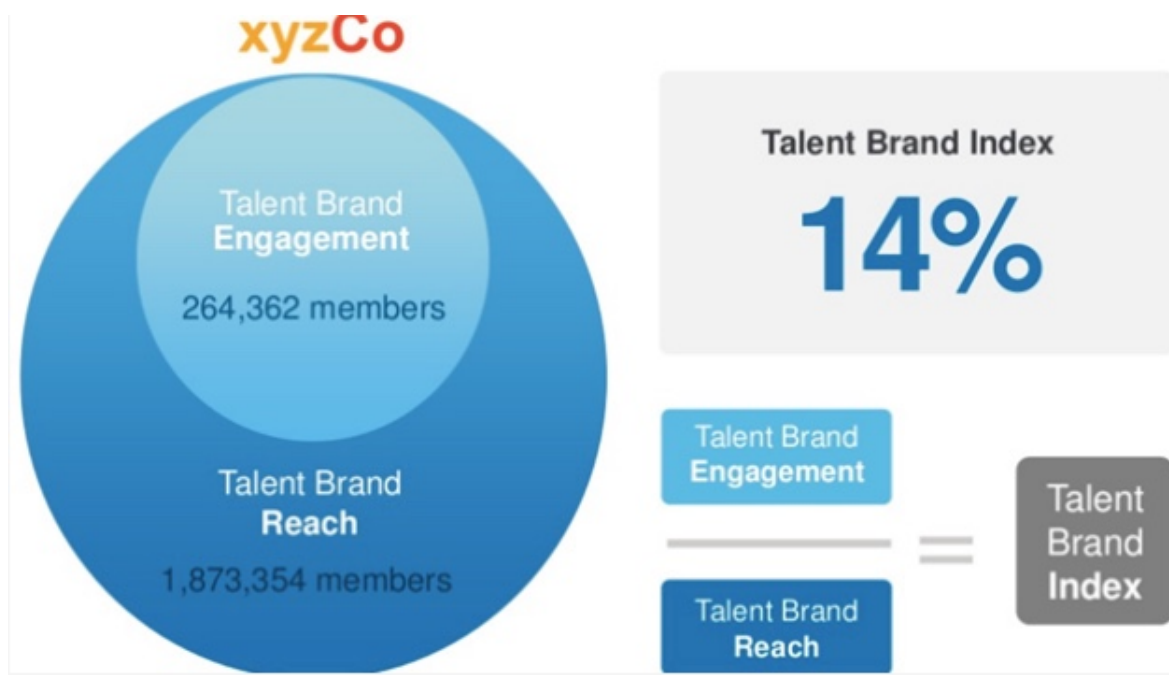 xyzCo
Talent Brand
Engagement
264,362 members
Talent Brand
Reach
1,873,354 members
Talent Brand Index
14%
Talent Brand
Engagement
=
Talent Brand
Reach
Talent
Brand
Index